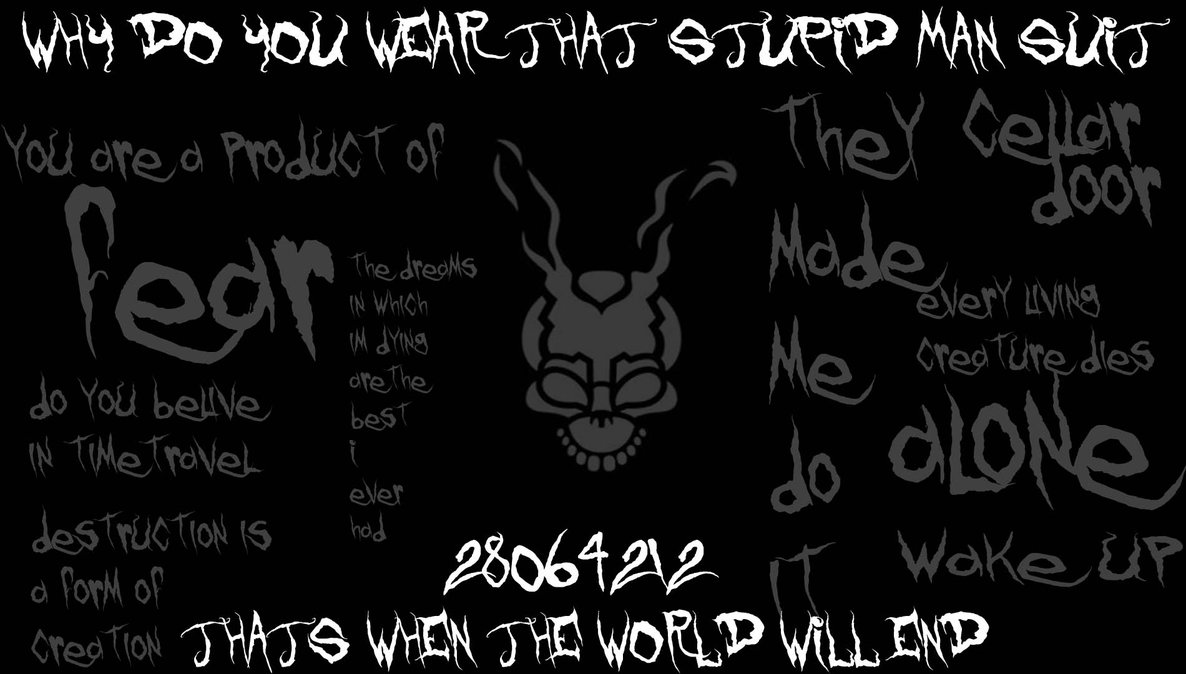 WHY DO YOU WEAR THAT STUPID MAN SUIT
You are a Product of
fear
do You belive
in Time Travel
destruction is
a form of
creation
The dreams
in which
im dying
are the
best
i
ever
had
They
Made
Me
do
IT
Cellar
door
every living
creature dies
alone
Wake up
28064212
THATS WHEN THE WORLD WiLL END